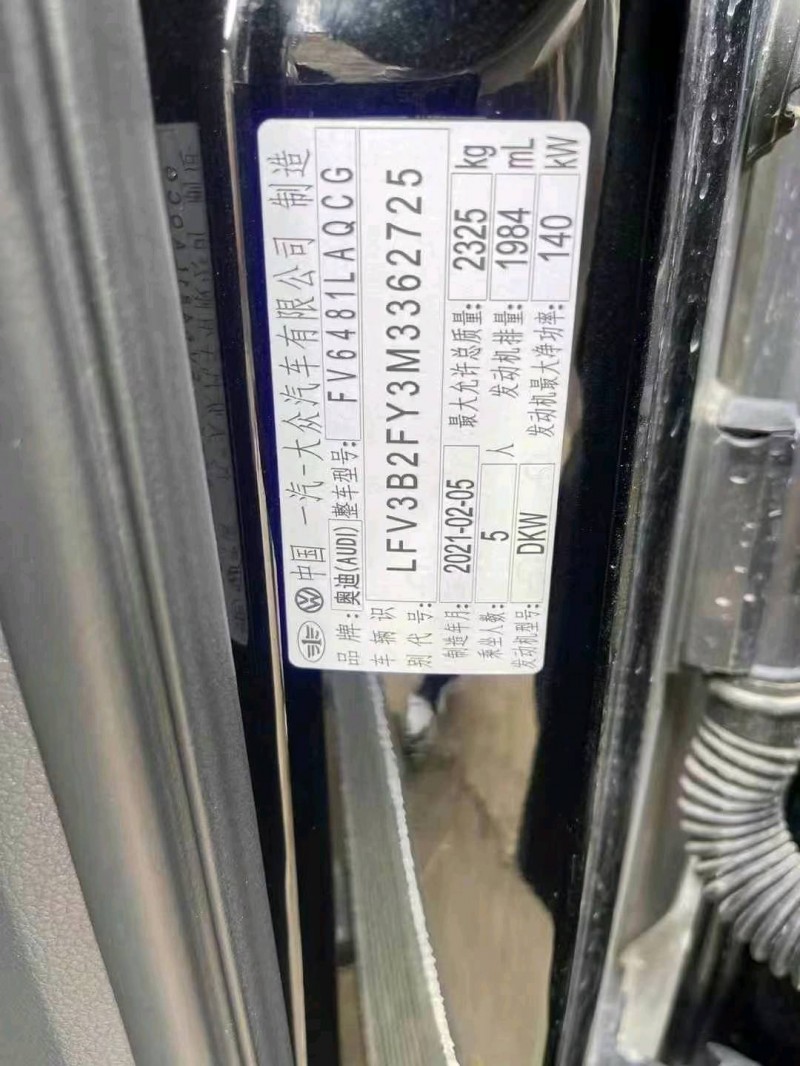 中国 一汽-大众汽车有限公司 制造
品牌: 奥迪(AUDI) 整车型号: FV6481LAQCG
车辆识别代号: LFV3B2FY3M3362725
制造年月: 2021-02-05 最大允许总质量: 2325 kg
乘坐人数: 5 人 发动机排量: 1984 mL
发动机型号: DKW 发动机最大净功率: 140 kW